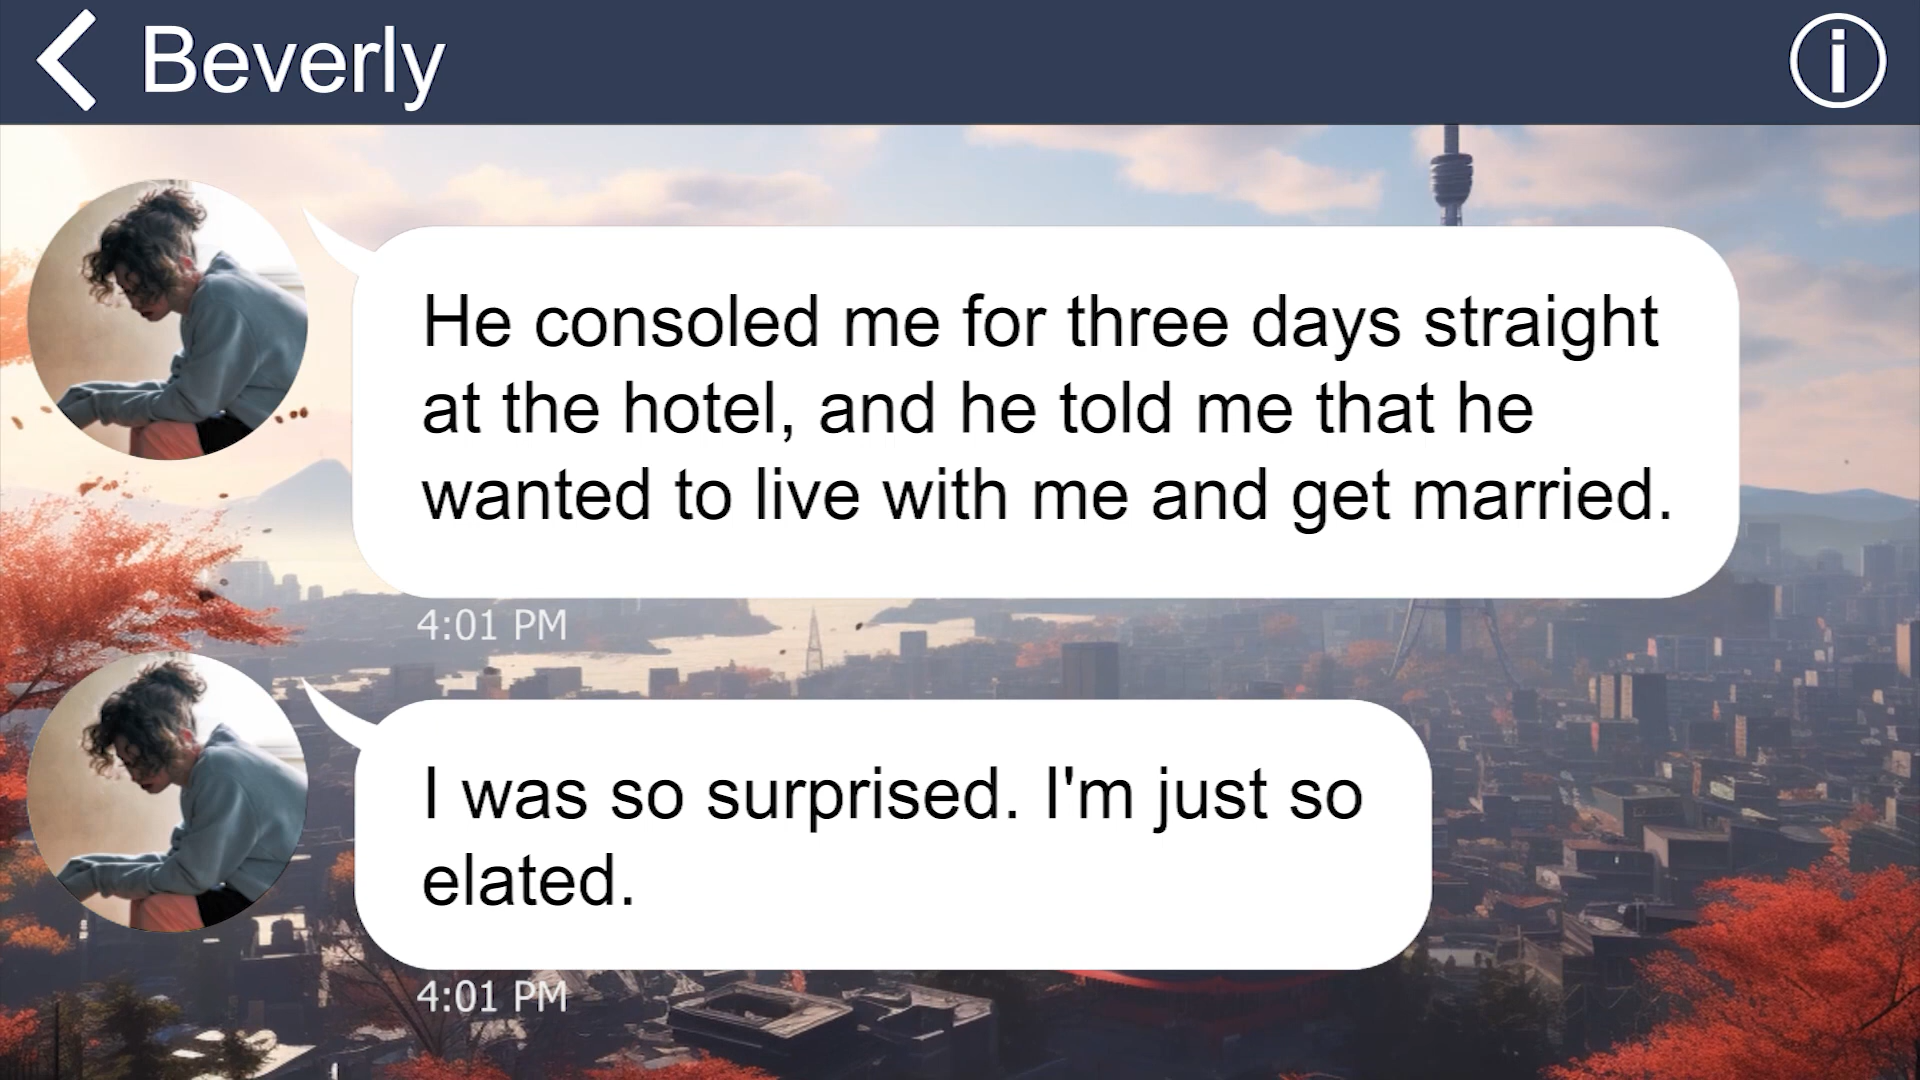 Beverly
He consoled me for three days straight
at the hotel, and he told me that he
wanted to live with me and get married.
4:01 PM
I was so surprised. I'm just so
elated.
4:01 PM